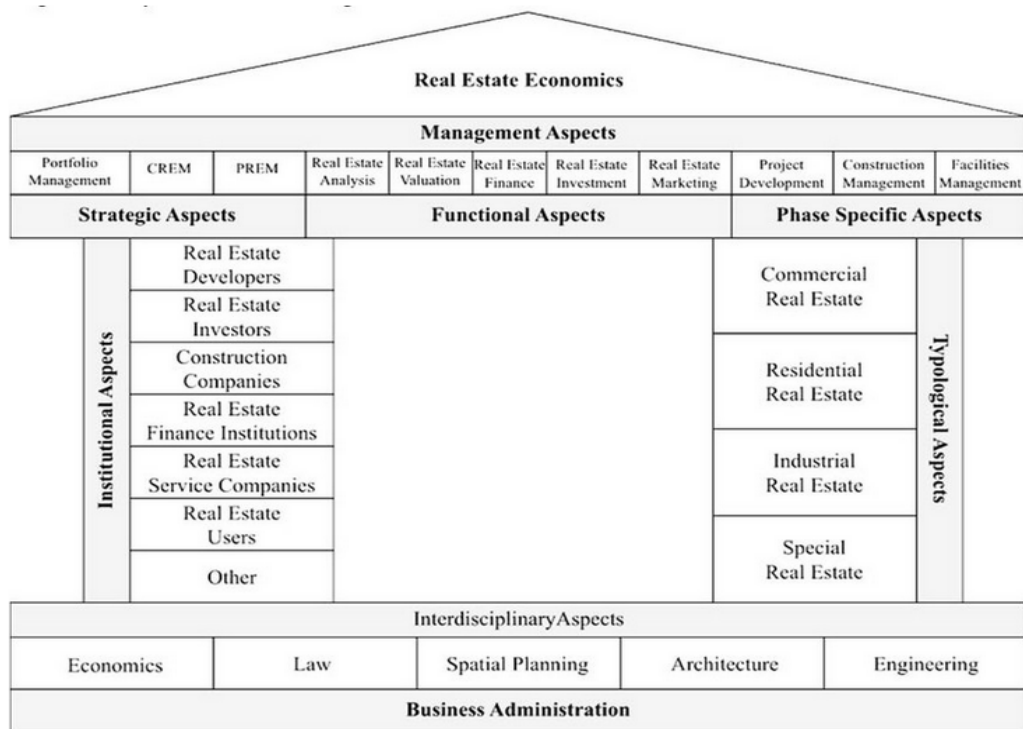 Real Estate Economics
Management Aspects
Portfolio
Management
CREM
PREM
Real Estate
Analysis
Real Estate
Valuation
Real Estate
Finance
Real Estate
Investment
Real Estate
Marketing
Project
Development
Construction
Management
Facilities
Management
Strategic Aspects
Functional Aspects
Phase Specific Aspects
Institutional Aspects
Real Estate
Developers
Real Estate
Investors
Construction
Companies
Real Estate
Finance Institutions
Real Estate
Service Companies
Real Estate
Users
Other
Commercial
Real Estate
Residential
Real Estate
Industrial
Real Estate
Special
Real Estate
Typological Aspects
Interdisciplinary Aspects
Economics
Law
Spatial Planning
Architecture
Engineering
Business Administration